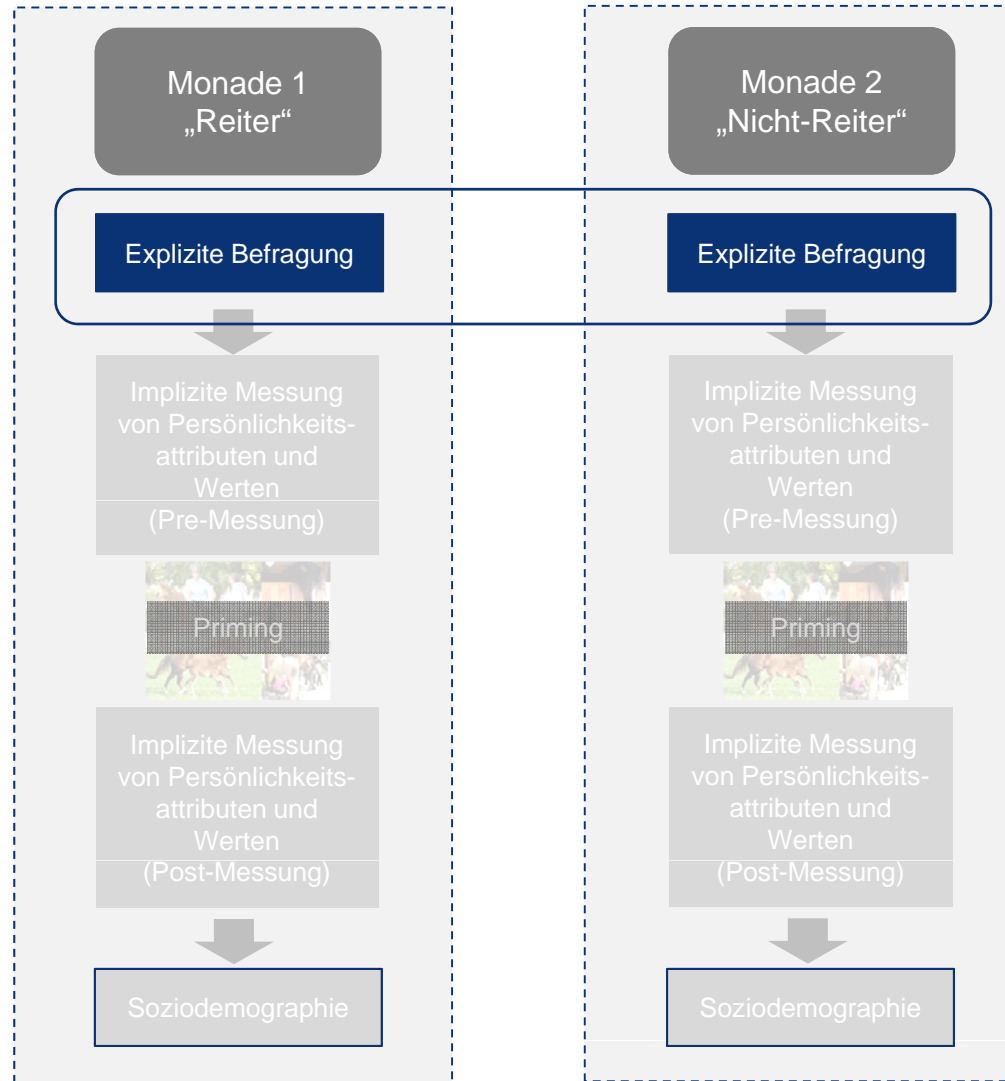 Monade 1
„Reiter“
Explizite Befragung
Implizite Messung
von Persönlichkeits-
attributen und
Werten
(Pre-Messung)
Priming
Implizite Messung
von Persönlichkeits-
attributen und
Werten
(Post-Messung)
Soziodemographie
Monade 2
„Nicht-Reiter“
Explizite Befragung
Implizite Messung
von Persönlichkeits-
attributen und
Werten
(Pre-Messung)
Priming
Implizite Messung
von Persönlichkeits-
attributen und
Werten
(Post-Messung)
Soziodemographie